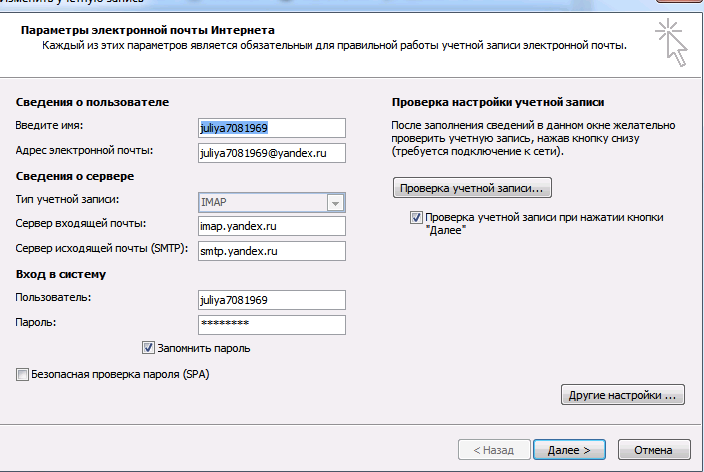 Изменить учетную запись
Параметры электронной почты Интернета
Каждый из этих параметров является обязательным для правильной работы учетной записи электронной почты.
Сведения о пользователе
Введите имя:
juliya7081969
Адрес электронной почты:
juliya7081969@yandex.ru
Сведения о сервере
Тип учетной записи:
IMAP
Сервер входящей почты:
imap.yandex.ru
Сервер исходящей почты (SMTP):
smtp.yandex.ru
Вход в систему
Пользователь:
juliya7081969
Пароль:
********
Запомнить пароль
Безопасная проверка пароля (SPA)
Проверка настройки учетной записи
После заполнения сведений в данном окне желательно
проверить учетную запись, нажав кнопку снизу
(требуется подключение к сети).
Проверка учетной записи...
Проверка учетной записи при нажатии кнопки
"Далее"
Другие настройки ...
< Назад
Далее >
Отмена